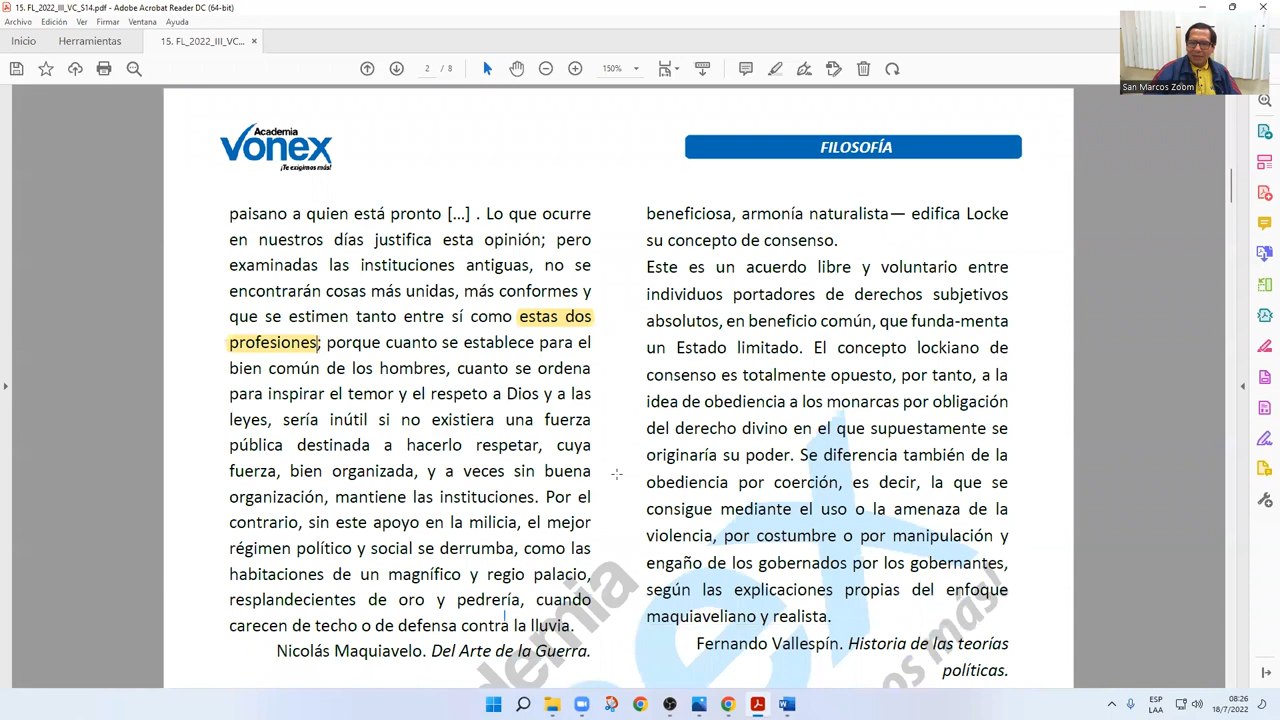 15. FL_2022_III_VC_S14.pdf - Adobe Acrobat Reader DC (64-bit)
Archivo Edición Ver Firmar Ventana Ayuda
Inicio Herramientas 15. FL_2022_III_VC... ×
2 / 8 150%
San Marcos Zoom
Academia
vonex
¡Te exigimos más!
FILOSOFÍA
paisano a quien está pronto [...] . Lo que ocurre
en nuestros días justifica esta opinión; pero
examinadas las instituciones antiguas, no se
encontrarán cosas más unidas, más conformes y
que se estimen tanto entre sí como estas dos
profesiones; porque cuanto se establece para el
bien común de los hombres, cuanto se ordena
para inspirar el temor y el respeto a Dios y a las
leyes, sería inútil si no existiera una fuerza
pública destinada a hacerlo respetar, cuya
fuerza, bien organizada, y a veces sin buena
organización, mantiene las instituciones. Por el
contrario, sin este apoyo en la milicia, el mejor
régimen político y social se derrumba, como las
habitaciones de un magnífico y regio palacio,
resplandecientes de oro y pedrería, cuando
carecen de techo o de defensa contra la lluvia.
Nicolás Maquiavelo. Del Arte de la Guerra.
beneficiosa, armonía naturalista— edifica Locke
su concepto de consenso.
Este es un acuerdo libre y voluntario entre
individuos portadores de derechos subjetivos
absolutos, en beneficio común, que funda-menta
un Estado limitado. El concepto lockiano de
consenso es totalmente opuesto, por tanto, a la
idea de obediencia a los monarcas por obligación
del derecho divino en el que supuestamente se
originaría su poder. Se diferencia también de la
obediencia por coerción, es decir, la que se
consigue mediante el uso o la amenaza de la
violencia, por costumbre o por manipulación y
engaño de los gobernados por los gobernantes,
según las explicaciones propias del enfoque
maquiaveliano y realista.
Fernando Vallespín. Historia de las teorías
políticas.
ESP
LAA
08:26
18/7/2022